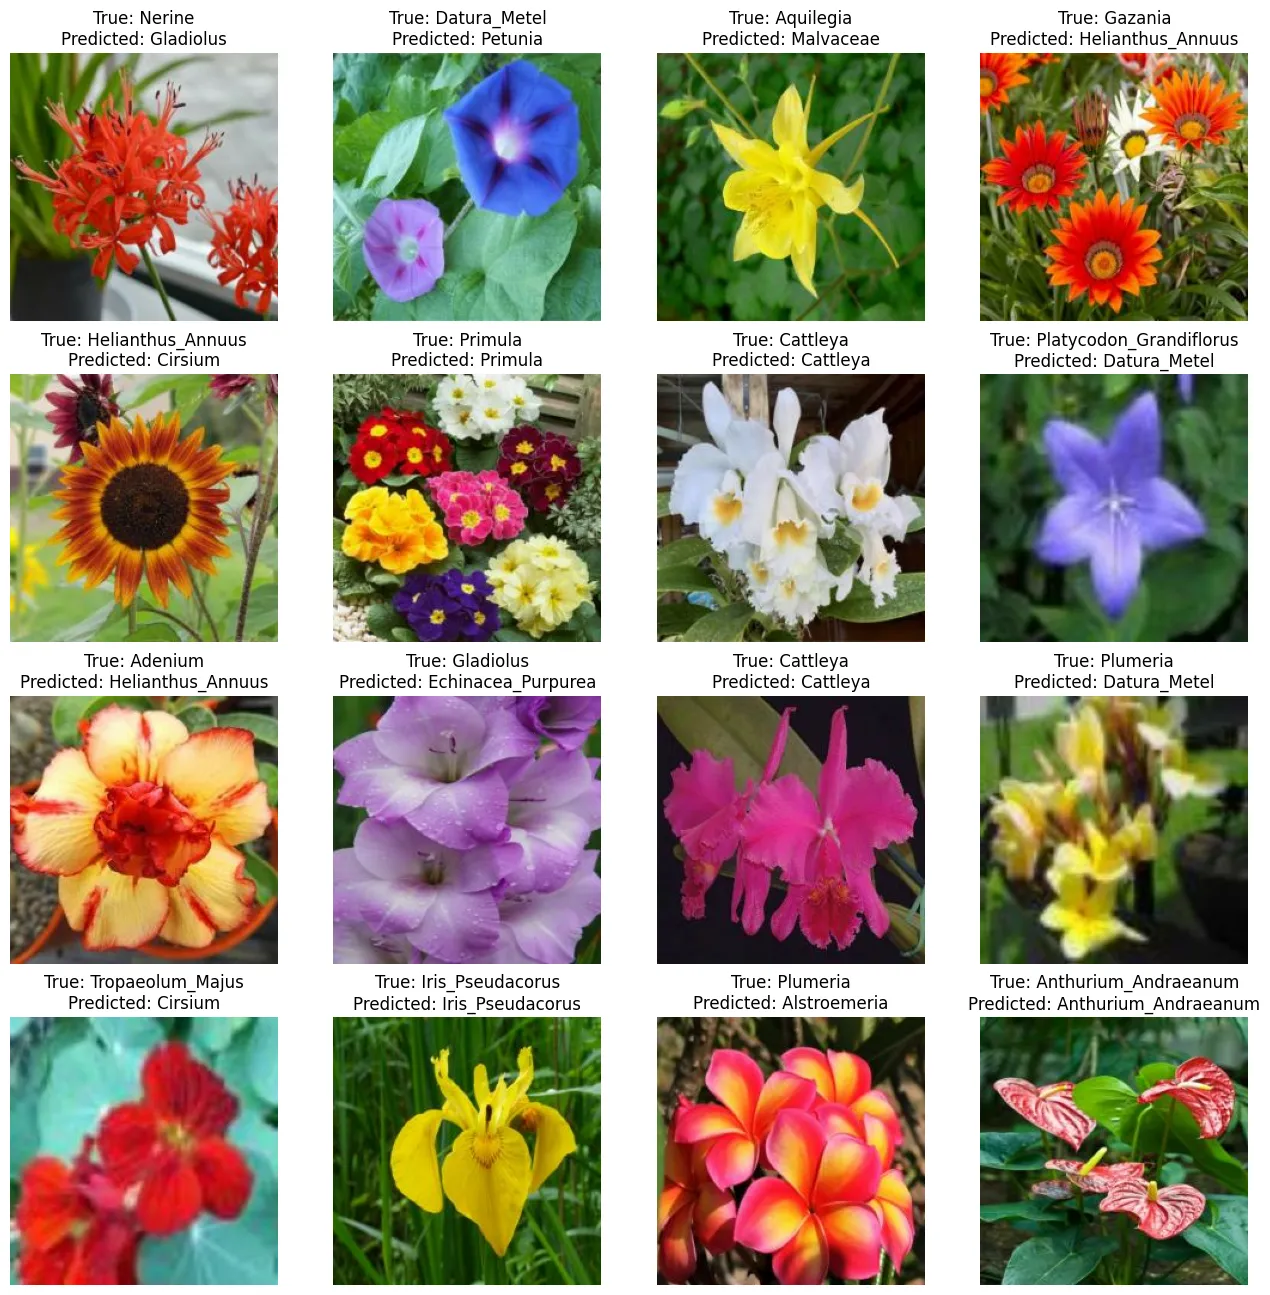 True: Nerine
Predicted: Gladiolus
True: Datura_Metel
Predicted: Petunia
True: Aquilegia
Predicted: Malvaceae
True: Gazania
Predicted: Helianthus_Annuus
True: Helianthus_Annuus
Predicted: Cirsium
True: Primula
Predicted: Primula
True: Cattleya
Predicted: Cattleya
True: Platycodon_Grandiflorus
Predicted: Datura_Metel
True: Adenium
Predicted: Helianthus_Annuus
True: Gladiolus
Predicted: Echinacea_Purpurea
True: Cattleya
Predicted: Cattleya
True: Plumeria
Predicted: Datura_Metel
True: Tropaeolum_Majus
Predicted: Cirsium
True: Iris_Pseudacorus
Predicted: Iris_Pseudacorus
True: Plumeria
Predicted: Alstroemeria
True: Anthurium_Andraeanum
Predicted: Anthurium_Andraeanum